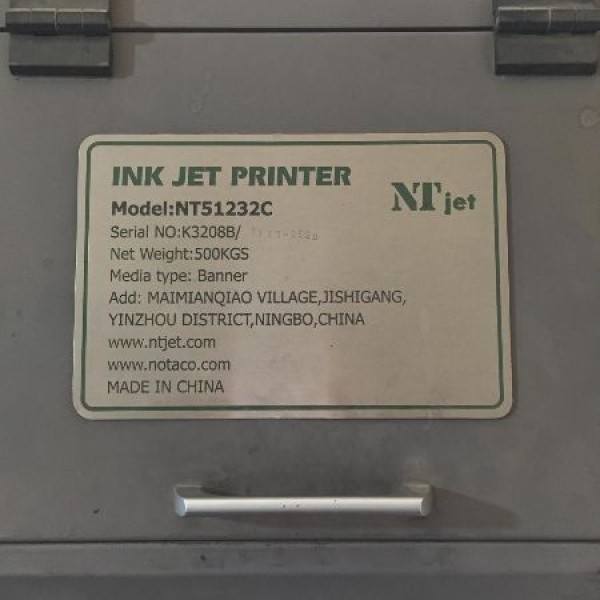 INK JET PRINTER
NTjet
Model:NT51232C
Serial NO:K3208B/
Net Weight:500KGS
Media type: Banner
Add: MAIMIANQIAO VILLAGE,JISHIGANG,
YINZHOU DISTRICT,NINGBO,CHINA
www.ntjet.com
www.notaco.com
MADE IN CHINA